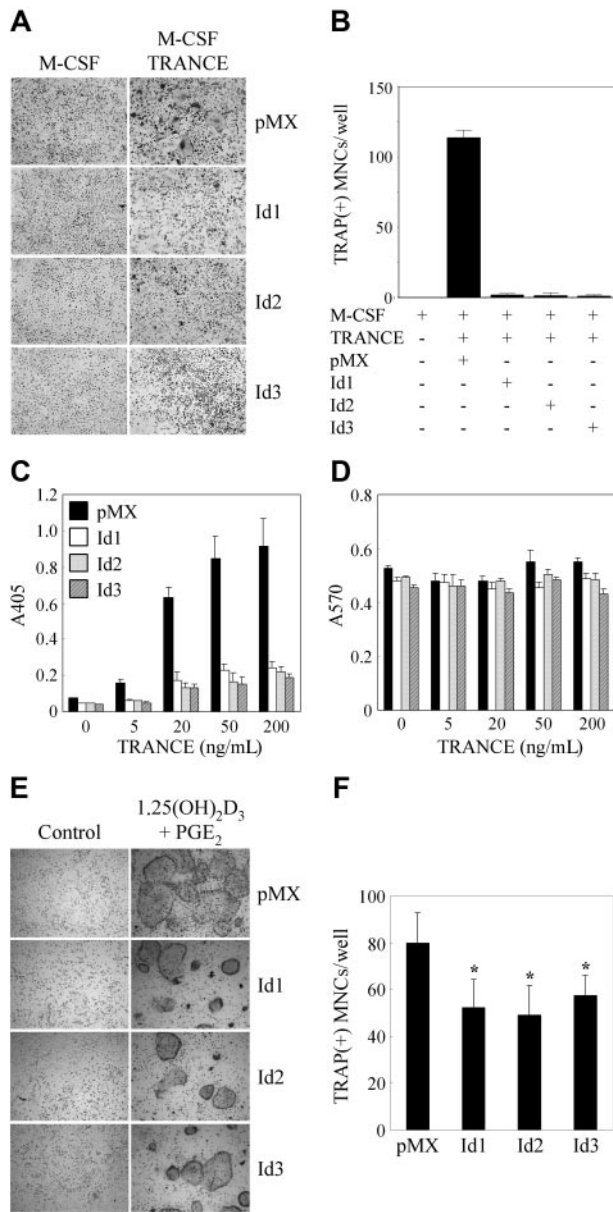 A
M-CSF
M-CSF
TRANCE
pMX
Id1
Id2
Id3
B
TRAP(+) MNCs/well
150
100
50
0
M-CSF + + + + +
TRANCE - + + + +
pMX - + - - -
Id1 - - + - -
Id2 - - - + -
Id3 - - - - +
C
A405
1.2
1.0
0.8
0.6
0.4
0.2
0
pMX
Id1
Id2
Id3
0 5 20 50 200
TRANCE (ng/mL)
D
A570
0.8
0.6
0.4
0.2
0
0 5 20 50 200
TRANCE (ng/mL)
E
Control
1.25(OH)2D3
+ PGE2
pMX
Id1
Id2
Id3
F
TRAP(+) MNCs/well
100
80
60
40
20
0
* * *
pMX Id1 Id2 Id3